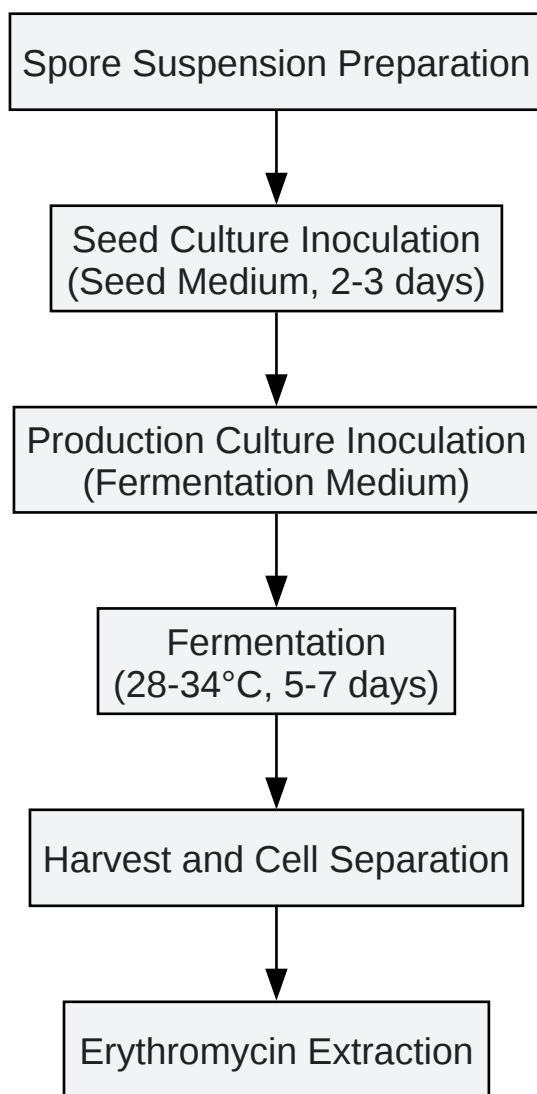 Spore Suspension Preparation
Seed Culture Inoculation
(Seed Medium, 2-3 days)
Production Culture Inoculation
(Fermentation Medium)
Fermentation
(28-34°C, 5-7 days)
Harvest and Cell Separation
Erythromycin Extraction